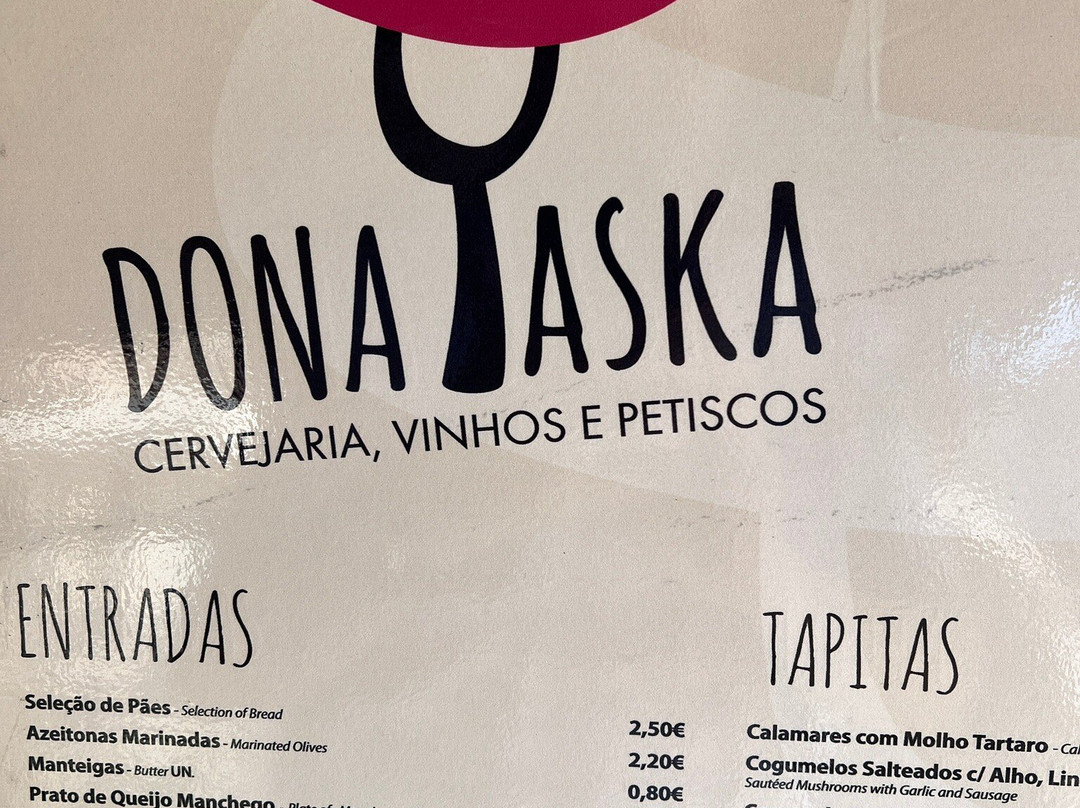 DONA TASKA
CERVEJARIA, VINHOS E PETISCOS
ENTRADAS
Seleção de Pães - Selection of Bread 2,50€
Azeitonas Marinadas - Marinated Olives 2,20€
Manteigas - Butter UN. 0,80€
Prato de Queijo Manchego
TAPITAS
Calamares com Molho Tartaro -
Cogumelos Salteados c/ Alho,
Sautéed Mushrooms with Garlic and Sausage